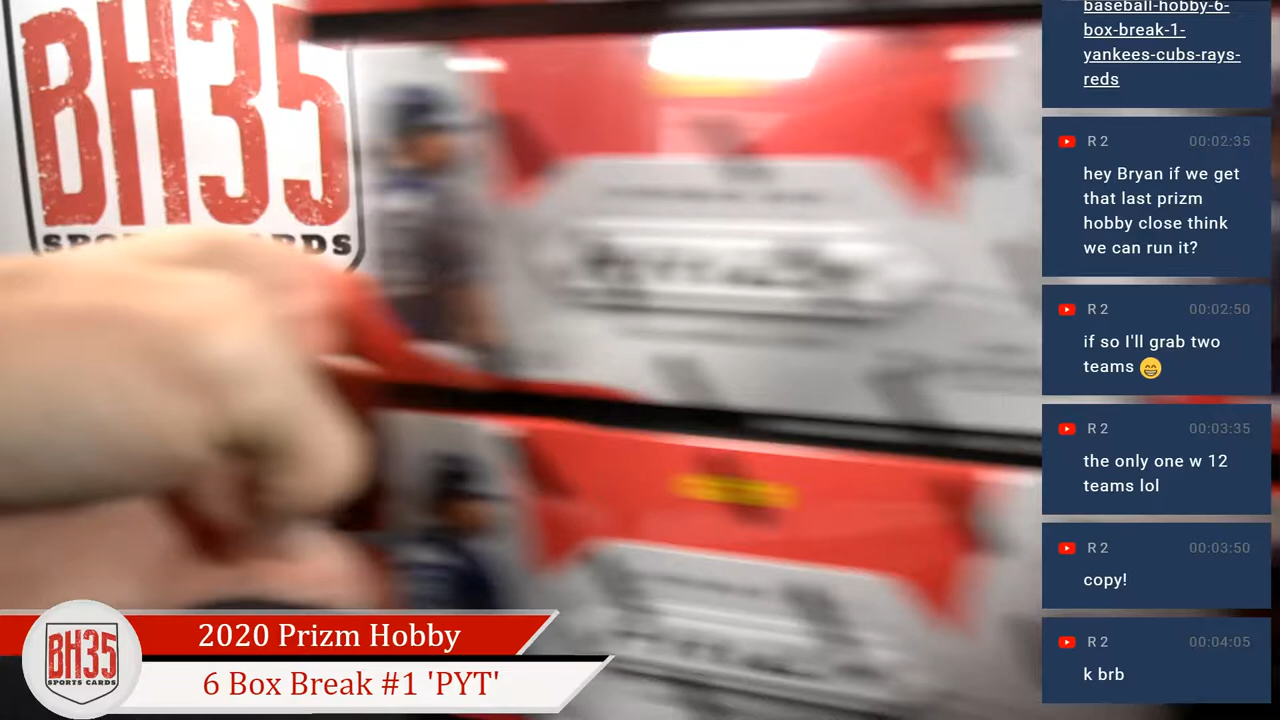 BH35
SPORTS CARDS
baseball-hobby-6-
box-break-1-
yankees-cubs-rays-
reds
R 2 00:02:35
hey Bryan if we get
that last prizm
hobby close think
we can run it?
R 2 00:02:50
if so I'll grab two
teams 😄
R 2 00:03:35
the only one w 12
teams lol
R 2 00:03:50
copy!
R 2 00:04:05
k brb
2020 Prizm Hobby
6 Box Break #1 'PYT'
BH35
SPORTS CARDS